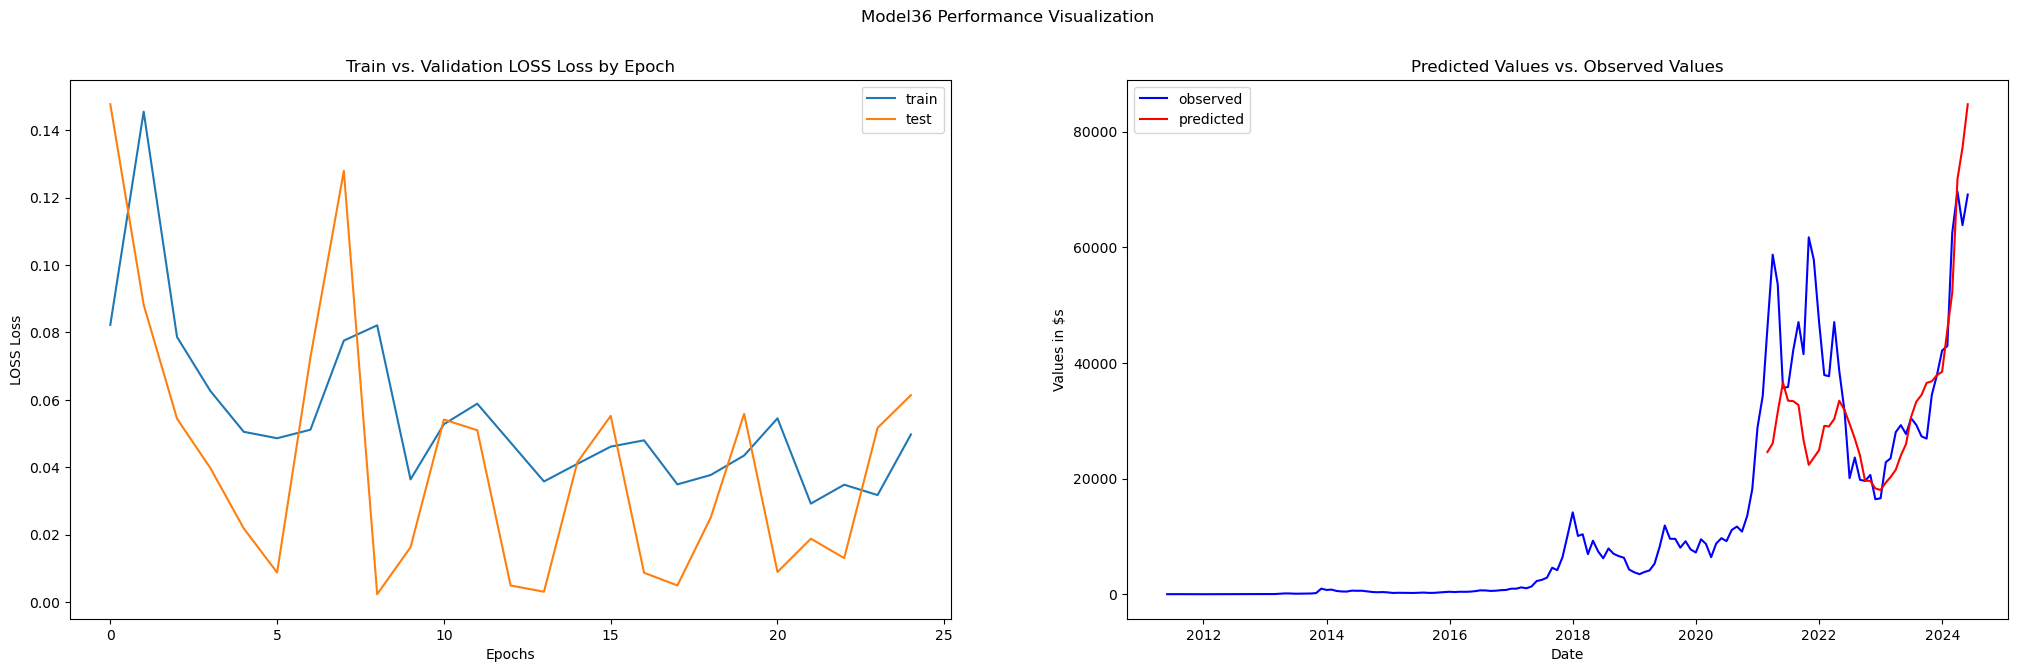 Model36 Performance Visualization
Train vs. Validation LOSS Loss by Epoch
train
test
LOSS Loss
0.14
0.12
0.10
0.08
0.06
0.04
0.02
0.00
0 5 10 15 20 25
Epochs
Predicted Values vs. Observed Values
observed
predicted
Values in $s
80000
60000
40000
20000
0
2012 2014 2016 2018 2020 2022 2024
Date